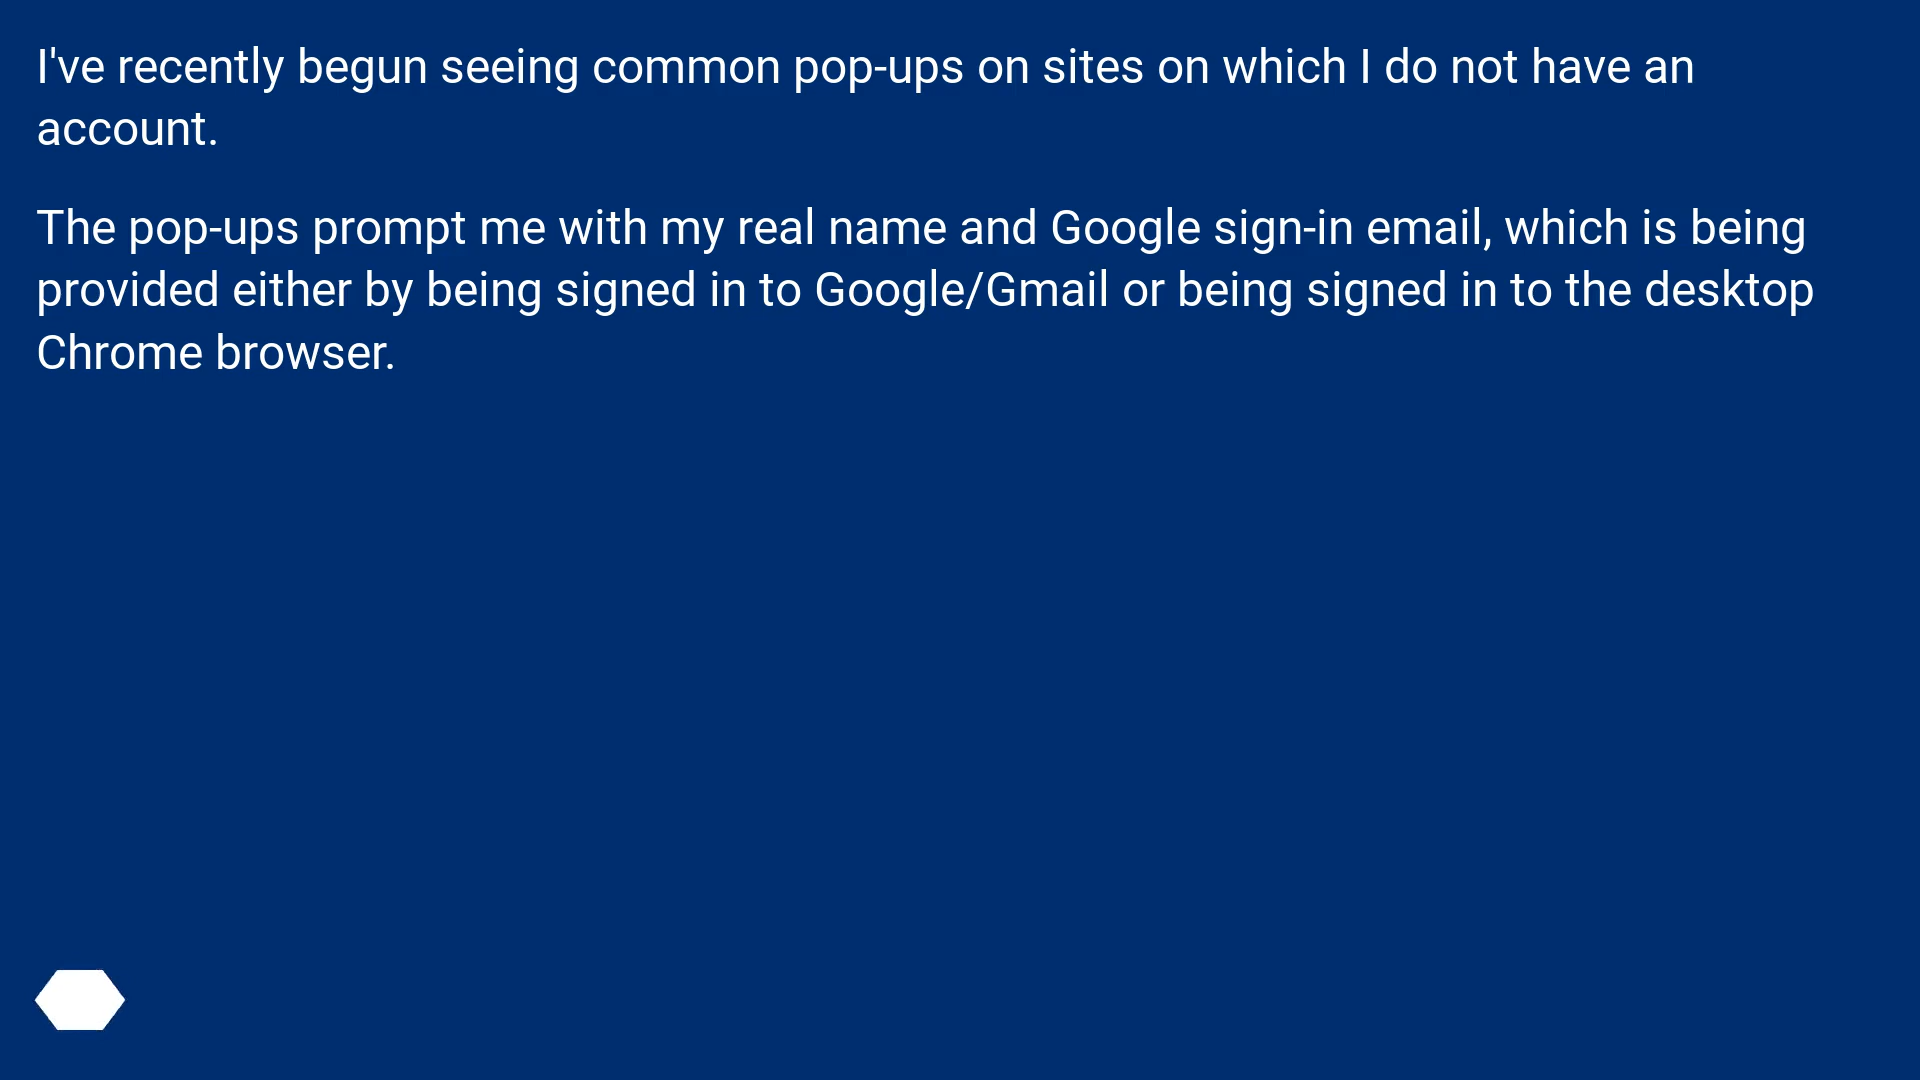 I've recently begun seeing common pop-ups on sites on which I do not have an
account.
The pop-ups prompt me with my real name and Google sign-in email, which is being
provided either by being signed in to Google/Gmail or being signed in to the desktop
Chrome browser.